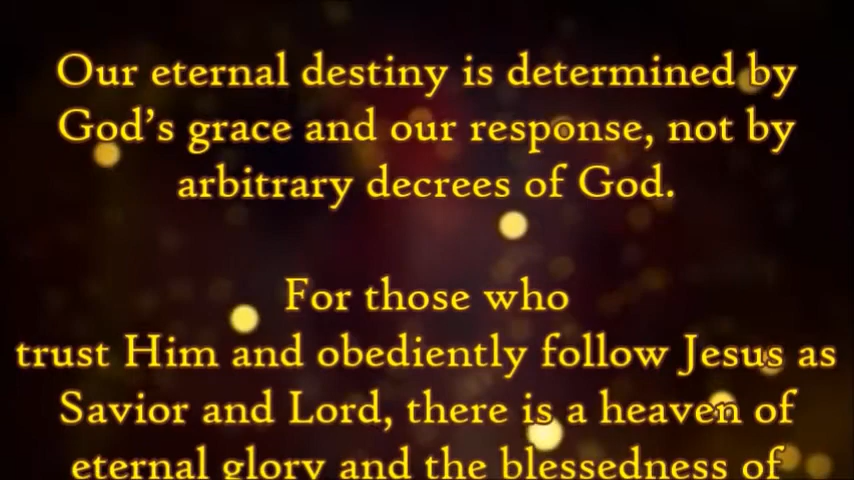 Our eternal destiny is determined by
God's grace and our response, not by
arbitrary decrees of God.
For those who
trust Him and obediently follow Jesus as
Savior and Lord, there is a heaven of
eternal glory and the blessedness of